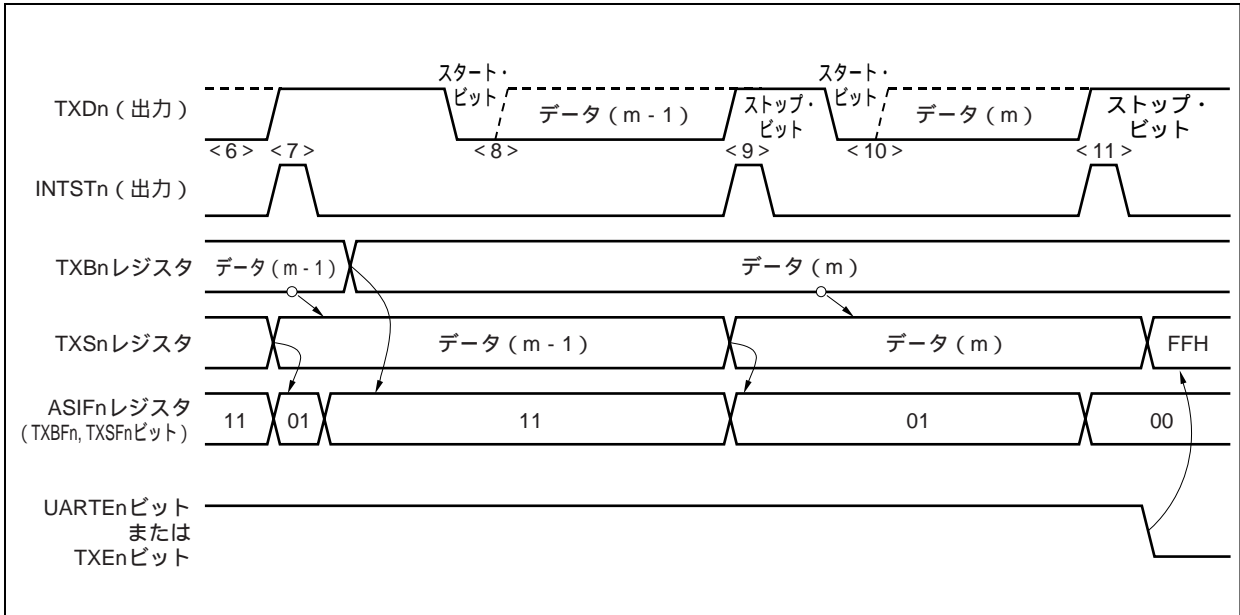 スタート・
ビット
スタート・
ビット
TXDn(出力)
データ(m-1)
ストップ・
ビット
データ(m)
ストップ・
ビット
<6> <7> <8> <9> <10> <11>
INTSTn(出力)
TXBnレジスタ
データ(m-1)
データ(m)
TXSnレジスタ
データ(m-1)
データ(m)
FFH
ASIFnレジスタ
(TXBFn, TXSFnビット)
11 01 11 01 00
UARTEnビット
または
TXEnビット